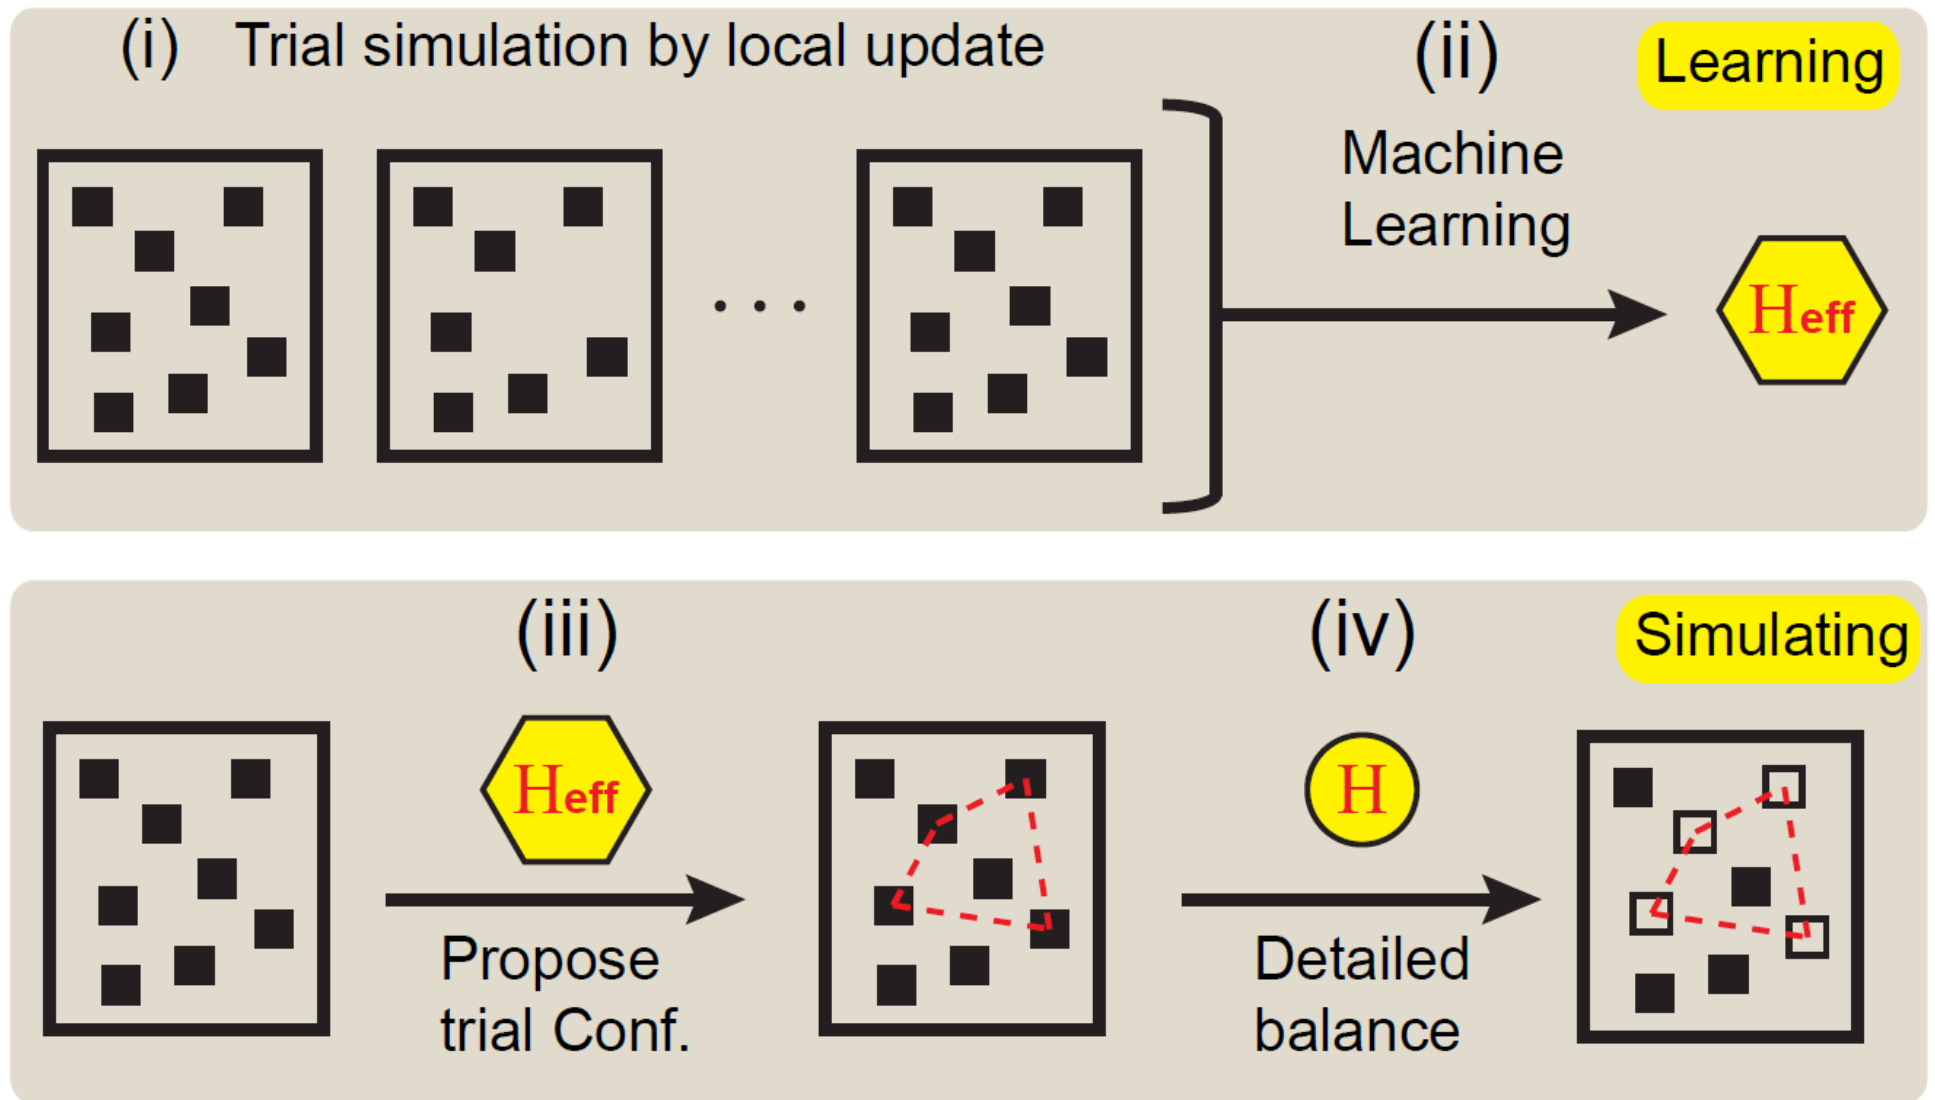 (i) Trial simulation by local update
(ii)
Learning
Machine
Learning
Heff
(iii)
(iv)
Simulating
Heff
H
Propose
trial Conf.
Detailed
balance